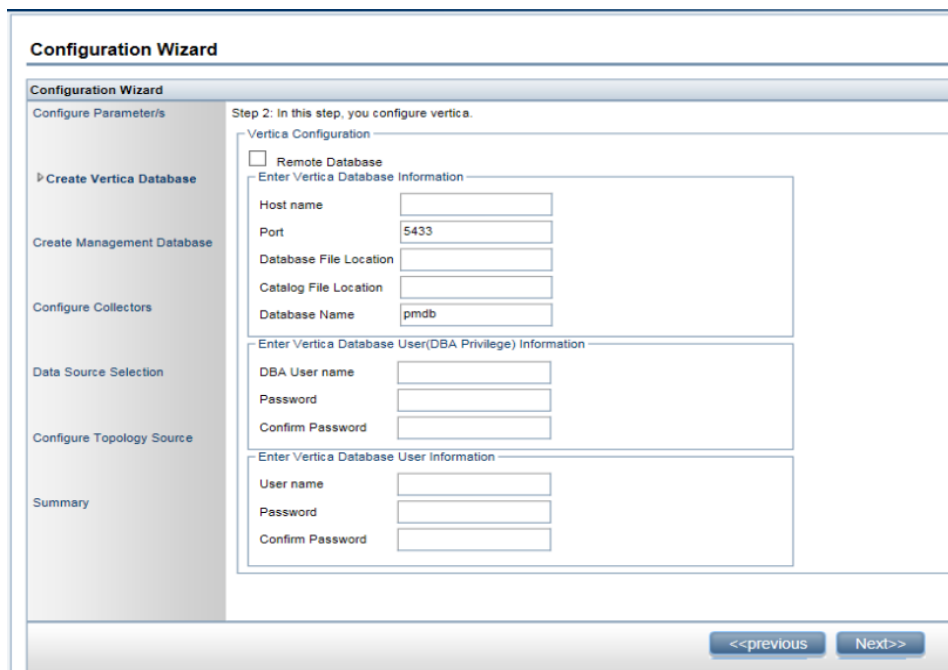 Configuration Wizard
Configuration Wizard
Configure Parameter/s
Create Vertica Database
Create Management Database
Configure Collectors
Data Source Selection
Configure Topology Source
Summary
Step 2: In this step, you configure vertica.
Vertica Configuration
Remote Database
Enter Vertica Database Information
Host name
Port 5433
Database File Location
Catalog File Location
Database Name pmdb
Enter Vertica Database User(DBA Privilege) Information
DBA User name
Password
Confirm Password
Enter Vertica Database User Information
User name
Password
Confirm Password
<<previous Next>>